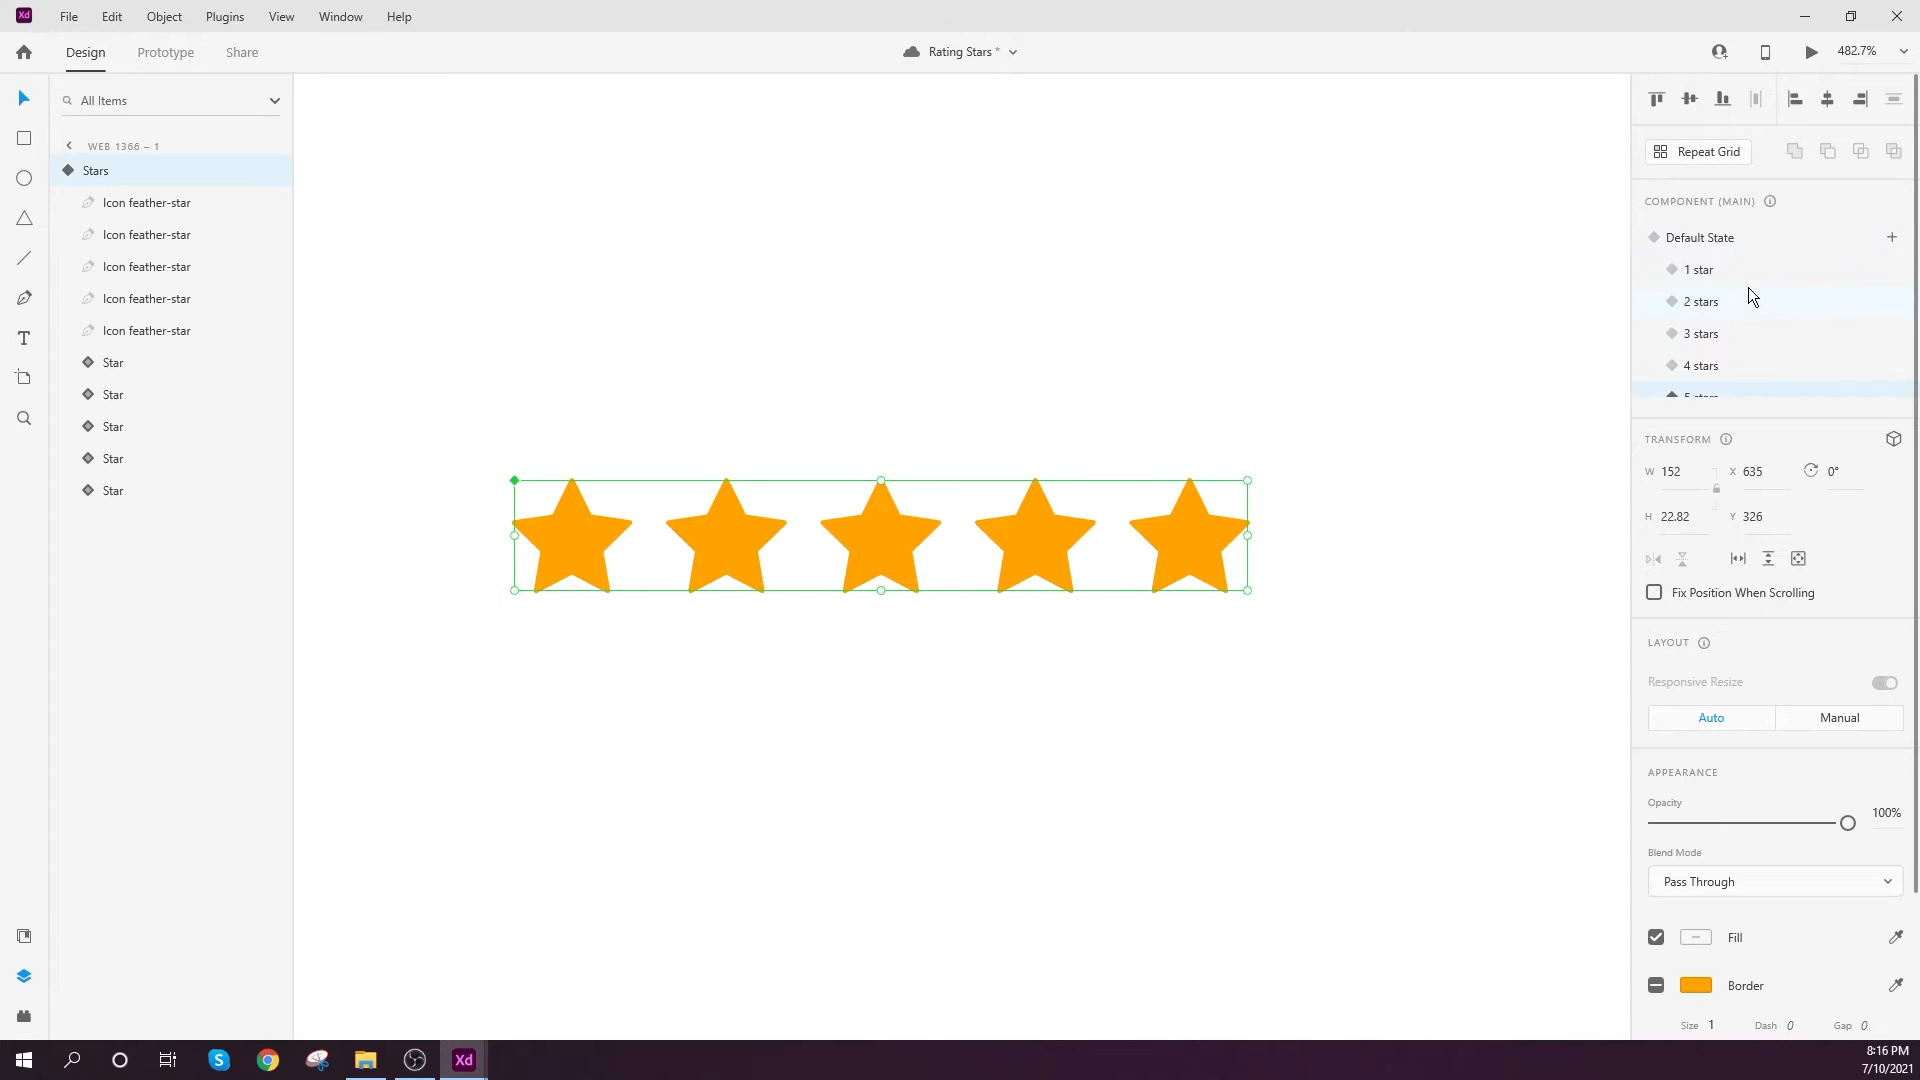 Xd File Edit Object Plugins View Window Help
Design Prototype Share
Rating Stars *
482.7%
All Items
WEB 1366 – 1
Stars
Icon feather-star
Icon feather-star
Icon feather-star
Icon feather-star
Icon feather-star
Star
Star
Star
Star
Star
Repeat Grid
COMPONENT (MAIN)
Default State
1 star
2 stars
3 stars
4 stars
5 stars
TRANSFORM
W 152 X 635 0°
H 22.82 Y 326
Fix Position When Scrolling
LAYOUT
Responsive Resize
Auto Manual
APPEARANCE
Opacity
100%
Blend Mode
Pass Through
Fill
Border
Size 1 Dash 0 Gap 0
Xd
8:16 PM
7/10/2021